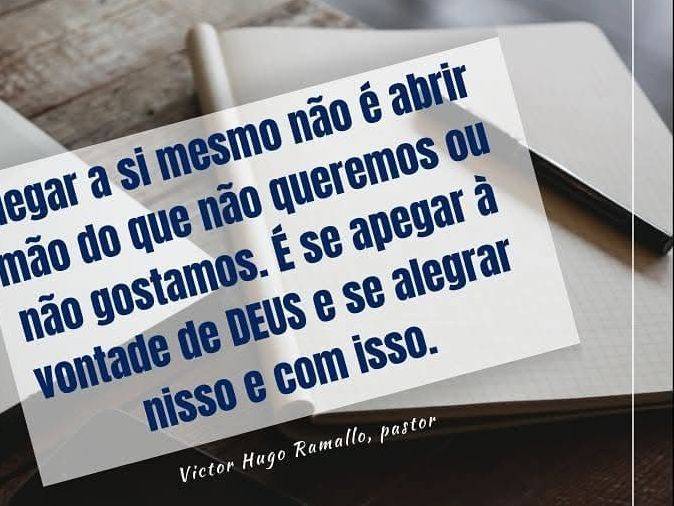 negar a si mesmo não é abrir
mão do que não queremos ou
não gostamos. É se apegar à
vontade de DEUS e se alegrar
nisso e com isso.
Victor Hugo Ramallo, pastor